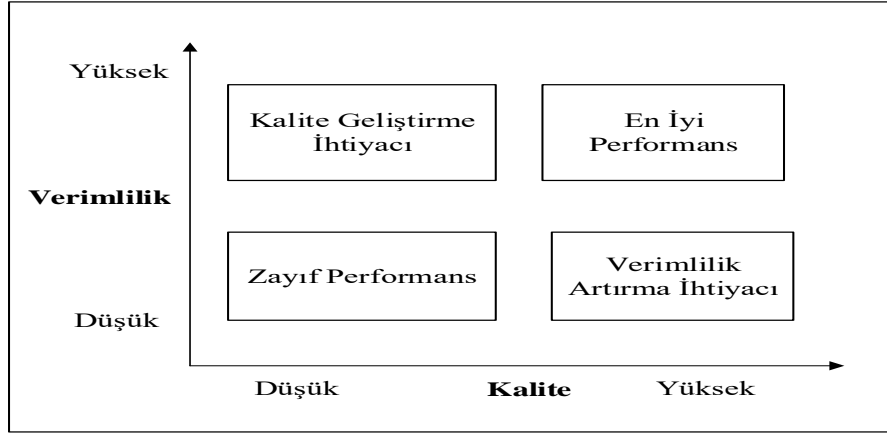 Yüksek
Kalite Geliştirme
İhtiyacı
En İyi
Performans
Verimlilik
Zayıf Performans
Verimlilik
Artırma İhtiyacı
Düşük
Düşük
Kalite
Yüksek